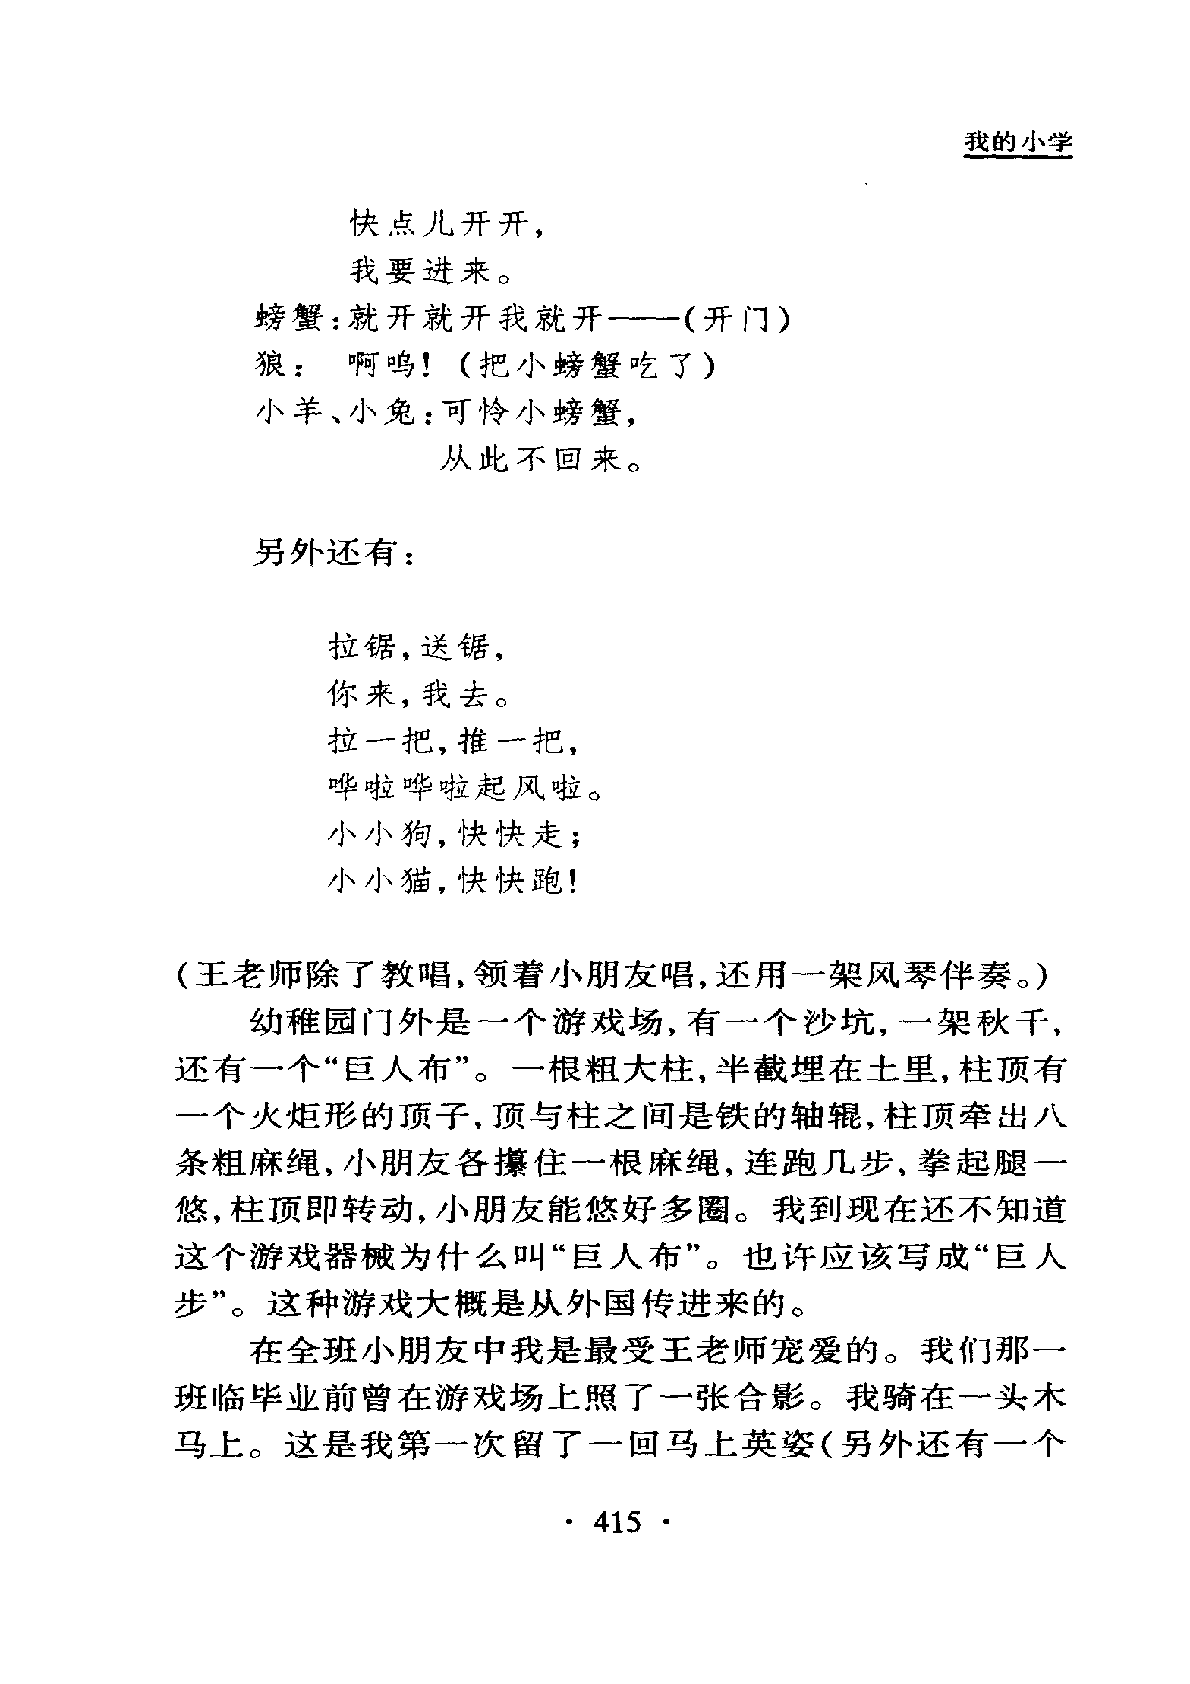 我的小学
快点儿开开，
我要进来。
螃蟹：就开就开我就开——（开门）
狼：　啊呜！（把小螃蟹吃了）
小羊、小兔：可怜小螃蟹，
从此不回来。
另外还有：
拉锯，送锯，
你来，我去。
拉一把，推一把，
哗啦哗啦起风啦。
小小狗，快快走；
小小猫，快快跑！
（王老师除了教唱，领着小朋友唱，还用一架风琴伴奏。）
幼稚园门外是一个游戏场，有一个沙坑，一架秋千，
还有一个“巨人布”。一根粗大柱，半截埋在土里，柱顶有
一个火炬形的顶子，顶与柱之间是铁的轴辊，柱顶牵出八
条粗麻绳，小朋友各攥住一根麻绳，连跑几步，拳起腿一
悠，柱顶即转动，小朋友能悠好多圈。我到现在还不知道
这个游戏器械为什么叫“巨人布”。也许应该写成“巨人
步”。这种游戏大概是从外国传进来的。
在全班小朋友中我是最受王老师宠爱的。我们那一
班临毕业前曾在游戏场上照了一张合影。我骑在一头木
马上。这是我第一次留了一回马上英姿（另外还有一个
· 415 ·